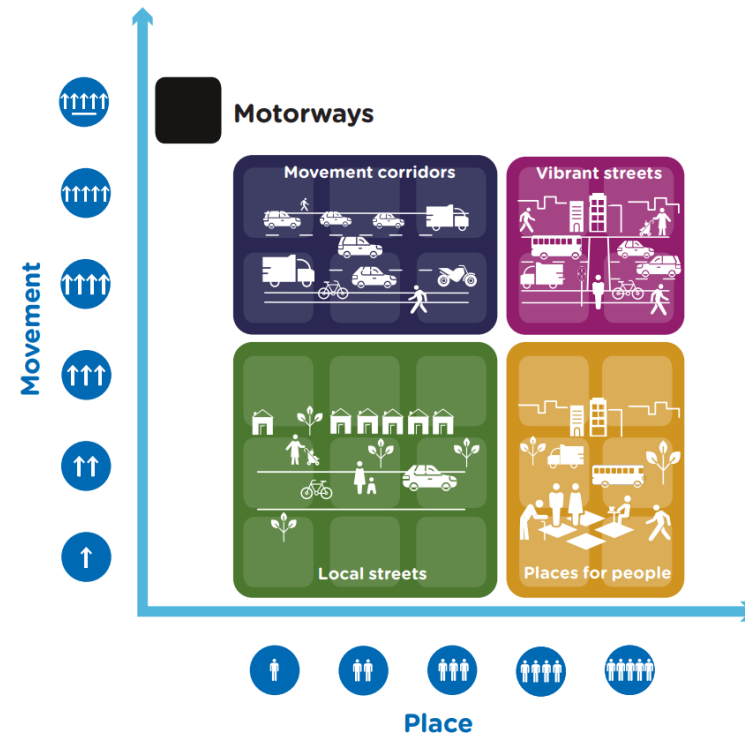 Motorways
Movement corridors
Vibrant streets
Movement
Local streets
Places for people
Place